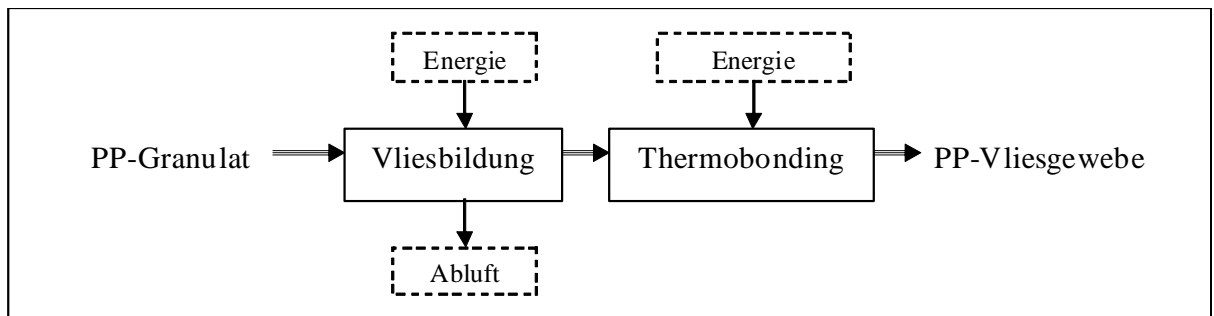 Energie
Energie
PP-Granulat
Vliesbildung
Thermobonding
PP-Vliesgewebe
Abluft